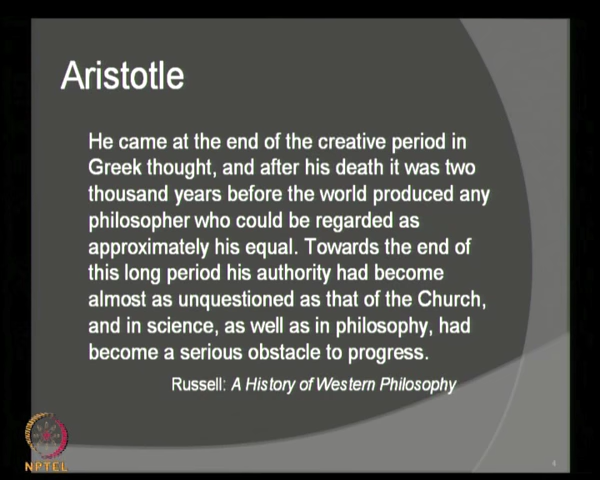 Aristotle
He came at the end of the creative period in
Greek thought, and after his death it was two
thousand years before the world produced any
philosopher who could be regarded as
approximately his equal. Towards the end of
this long period his authority had become
almost as unquestioned as that of the Church,
and in science, as well as in philosophy, had
become a serious obstacle to progress.
Russell: A History of Western Philosophy
NPTEL
4